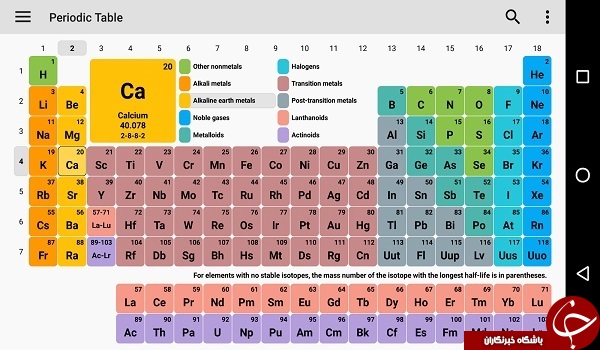 Periodic Table
1 2 3 4 5 6 7 8 9 10 11 12 13 14 15 16 17 18
20
Ca
Calcium
40.078
2-8-8-2
Other nonmetals
Alkali metals
Alkaline earth metals
Noble gases
Metalloids
Halogens
Transition metals
Post-transition metals
Lanthanoids
Actinoids
1
1 2
H He
2
3 4 5 6 7 8 9 10
Li Be B C N O F Ne
3
11 12 13 14 15 16 17 18
Na Mg Al Si P S Cl Ar
4
19 20 21 22 23 24 25 26 27 28 29 30 31 32 33 34 35 36
K Ca Sc Ti V Cr Mn Fe Co Ni Cu Zn Ga Ge As Se Br Kr
5
37 38 39 40 41 42 43 44 45 46 47 48 49 50 51 52 53 54
Rb Sr Y Zr Nb Mo Tc Ru Rh Pd Ag Cd In Sn Sb Te I Xe
6
55 56 57-71 72 73 74 75 76 77 78 79 80 81 82 83 84 85 86
Cs Ba La-Lu Hf Ta W Re Os Ir Pt Au Hg Tl Pb Bi Po At Rn
7
87 88 89-103 104 105 106 107 108 109 110 111 112 113 114 115 116 117 118
Fr Ra Ac-Lr Rf Db Sg Bh Hs Mt Ds Rg Cn Uut Fl Uup Lv Uus Uuo
For elements with no stable isotopes, the mass number of the isotope with the longest half-life is in parentheses.
57 58 59 60 61 62 63 64 65 66 67 68 69 70 71
La Ce Pr Nd Pm Sm Eu Gd Tb Dy Ho Er Tm Yb Lu
89 90 91 92 93 94 95 96 97 98 99 100
Ac Th Pa U Np Pu Am Cm Bk Cf Es Fm
باشگاه خبرنگاران